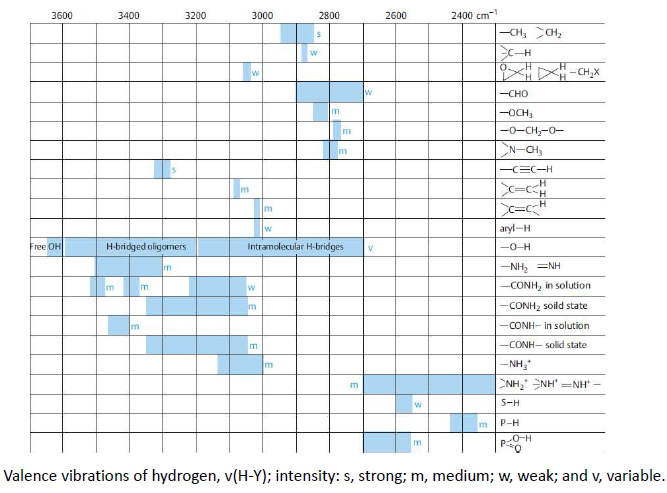 3600 3400 3200 3000 2800 2600 2400 cm⁻¹
s —CH₃ >CH₂
w >C—H
w O H H H H —CH₂X
w —CHO
m —OCH₃
m —O—CH₂—O—
m >N—CH₃
s —C≡C—H
m >C=C<H H
m >C=C<H
w aryl—H
Free OH H-bridged oligomers Intramolecular H-bridges v —O—H
m —NH₂ =NH
m m w —CONH₂ in solution
m —CONH₂ soild state
m —CONH— in solution
m —CONH— solid state
m —NH₃⁺
m >NH₂⁺ >NH⁺ =NH⁺ —
w S—H
m P—H
m P O—H O
Valence vibrations of hydrogen, ν(H-Y); intensity: s, strong; m, medium; w, weak; and v, variable.